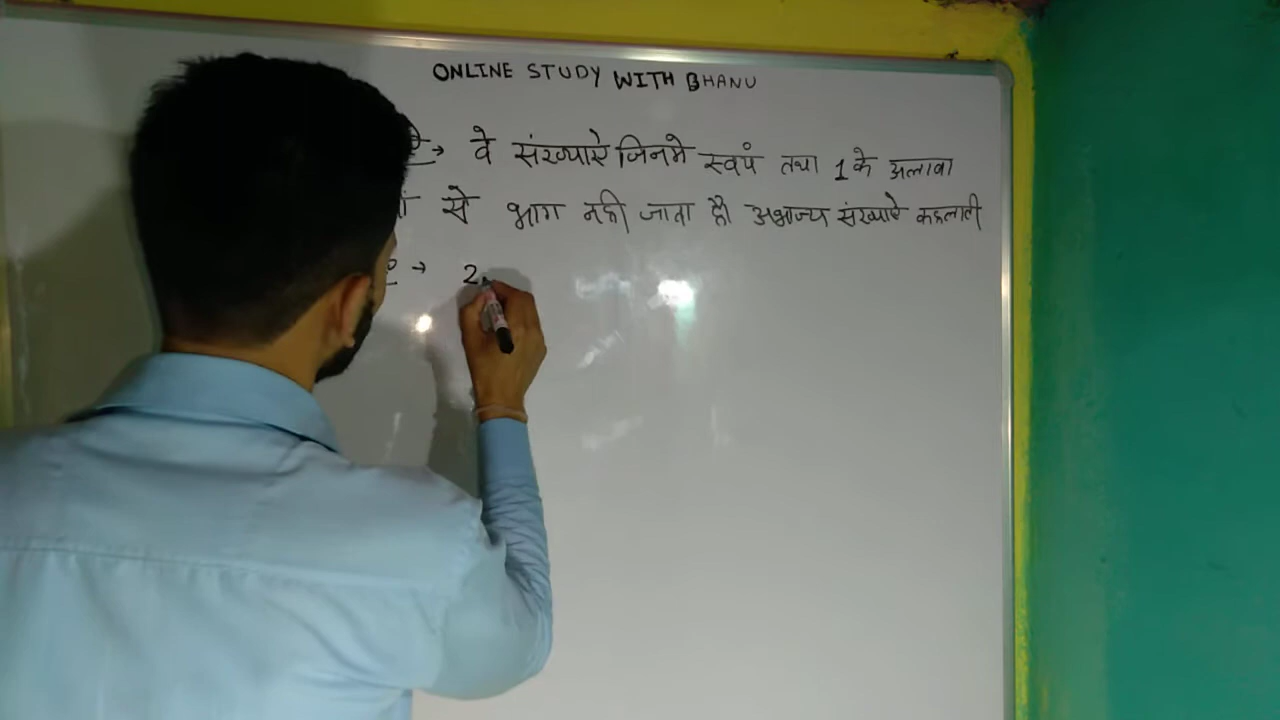 ONLINE STUDY WITH BHANU
→ वे संख्याऐ जिनमे स्वयं तथा 1 के अलावा
से भाग नही जाता है। अभाज्य संख्याऐ कहलाती
→ 2,